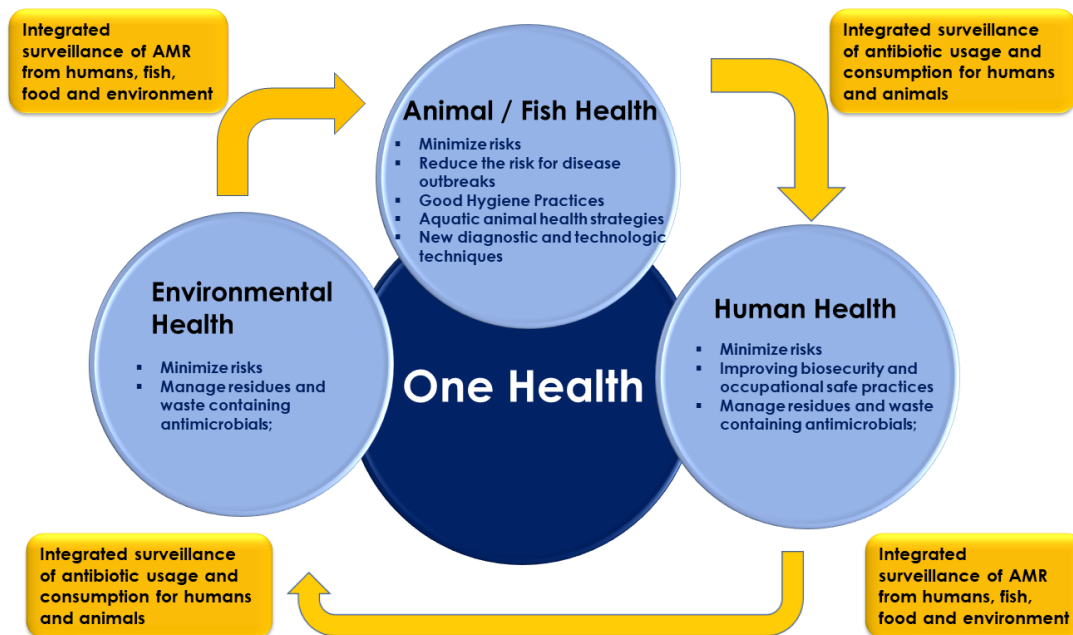 Integrated
surveillance of AMR
from humans, fish,
food and environment
Integrated surveillance
of antibiotic usage and
consumption for humans
and animals
Animal / Fish Health
▪ Minimize risks
▪ Reduce the risk for disease
outbreaks
▪ Good Hygiene Practices
▪ Aquatic animal health strategies
▪ New diagnostic and technologic
techniques
Environmental
Health
▪ Minimize risks
▪ Manage residues and
waste containing
antimicrobials;
One Health
Human Health
▪ Minimize risks
▪ Improving biosecurity and
occupational safe practices
▪ Manage residues and waste
containing antimicrobials;
Integrated surveillance
of antibiotic usage and
consumption for humans
and animals
Integrated
surveillance of AMR
from humans, fish,
food and environment